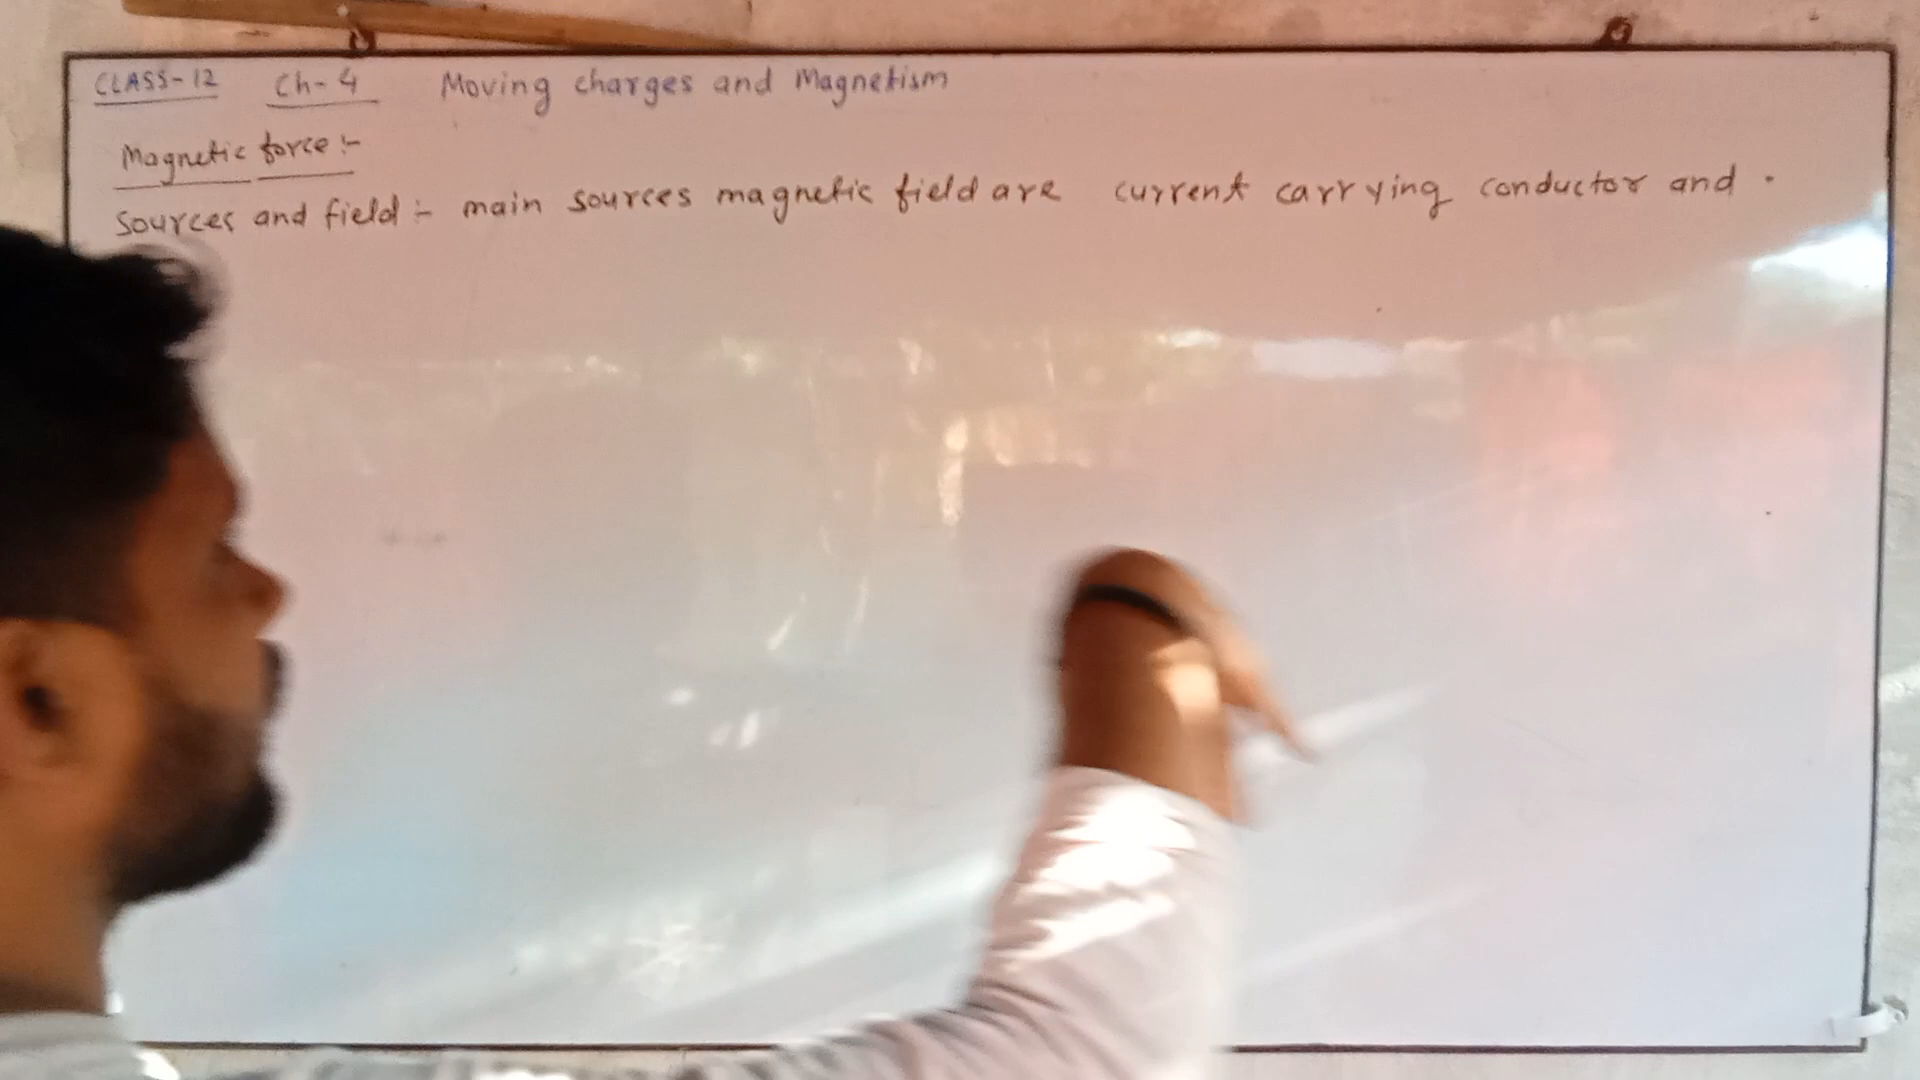 CLASS-12 Ch-4 Moving charges and Magnetism
Magnetic force :-
sources and field :- main sources magnetic field are current carrying conductor and